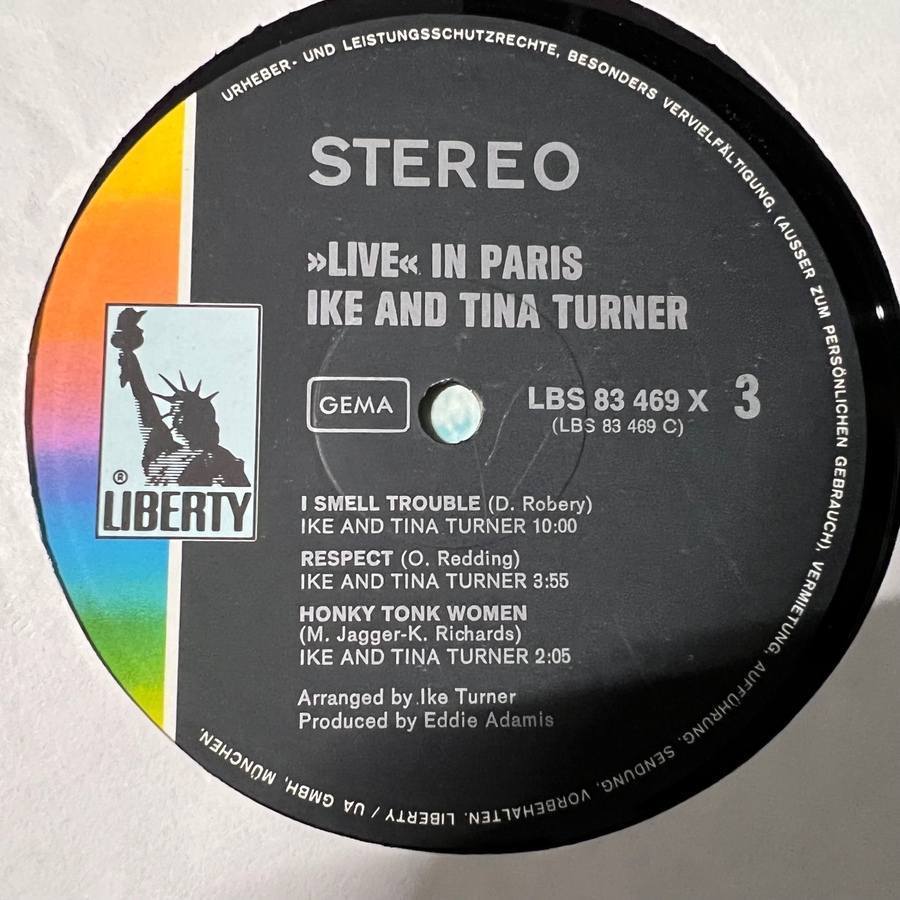 URHEBER- UND LEISTUNGSSCHUTZRECHTE, BESONDERS VERVIELFÄLTIGUNG, (AUSSER ZUM PERSÖNLICHEN GEBRAUCH), VERMIETUNG, AUFFÜHRUNG, SENDUNG, VORBEHALTEN. LIBERTY / UA GMBH, MÜNCHEN.
STEREO
»LIVE« IN PARIS
IKE AND TINA TURNER
GEMA
LBS 83 469 X 3
(LBS 83 469 C)
®
LIBERTY
I SMELL TROUBLE (D. Robery)
IKE AND TINA TURNER 10:00
RESPECT (O. Redding)
IKE AND TINA TURNER 3:55
HONKY TONK WOMEN
(M. Jagger-K. Richards)
IKE AND TINA TURNER 2:05
Arranged by Ike Turner
Produced by Eddie Adamis